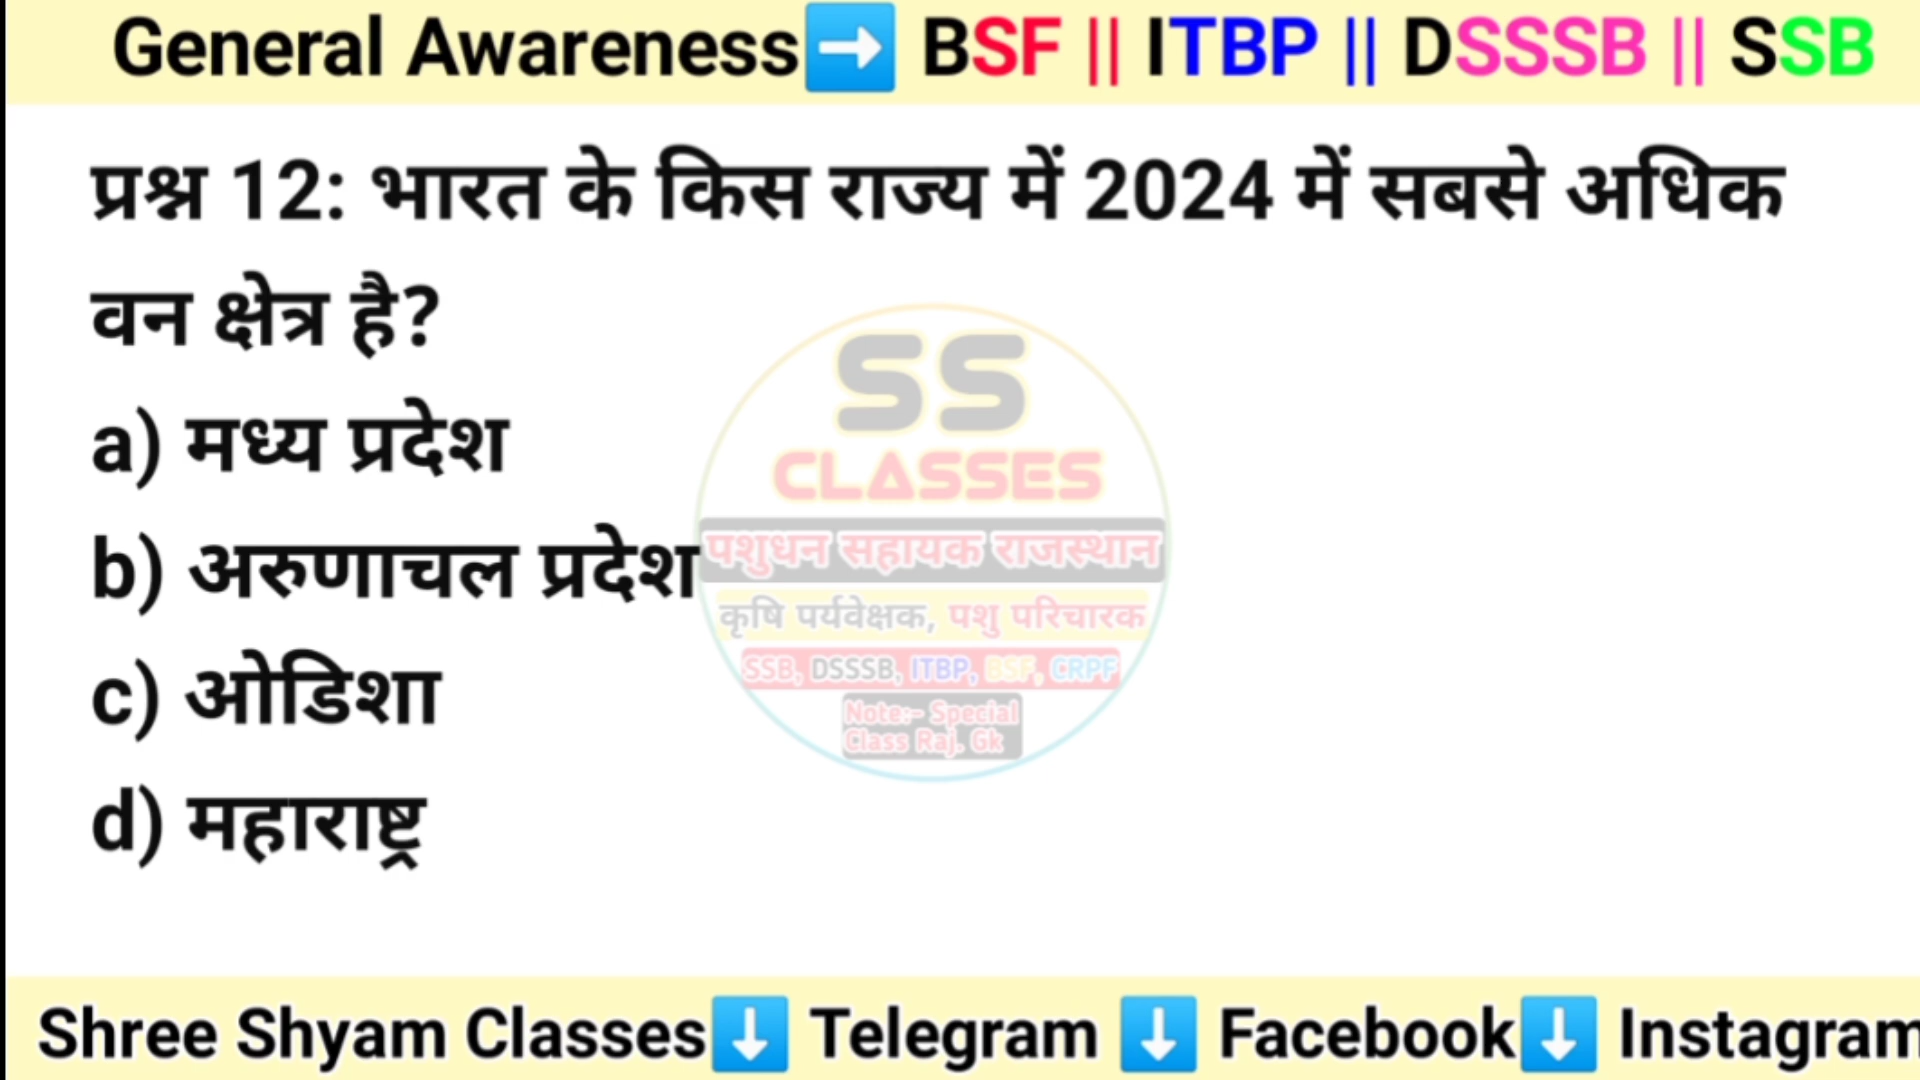 General Awareness➡️ BSF || ITBP || DSSSB || SSB
प्रश्न 12: भारत के किस राज्य में 2024 में सबसे अधिक
वन क्षेत्र है?
a) मध्य प्रदेश
b) अरुणाचल प्रदेश
c) ओडिशा
d) महाराष्ट्र
SS
CLASSES
पशुधन सहायक राजस्थान
कृषि पर्यवेक्षक, पशु परिचारक
SSB, DSSSB, ITBP, BSF, CRPF
Note:- Special
Class Raj. Gk
Shree Shyam Classes⬇️ Telegram ⬇️ Facebook⬇️ Instagram